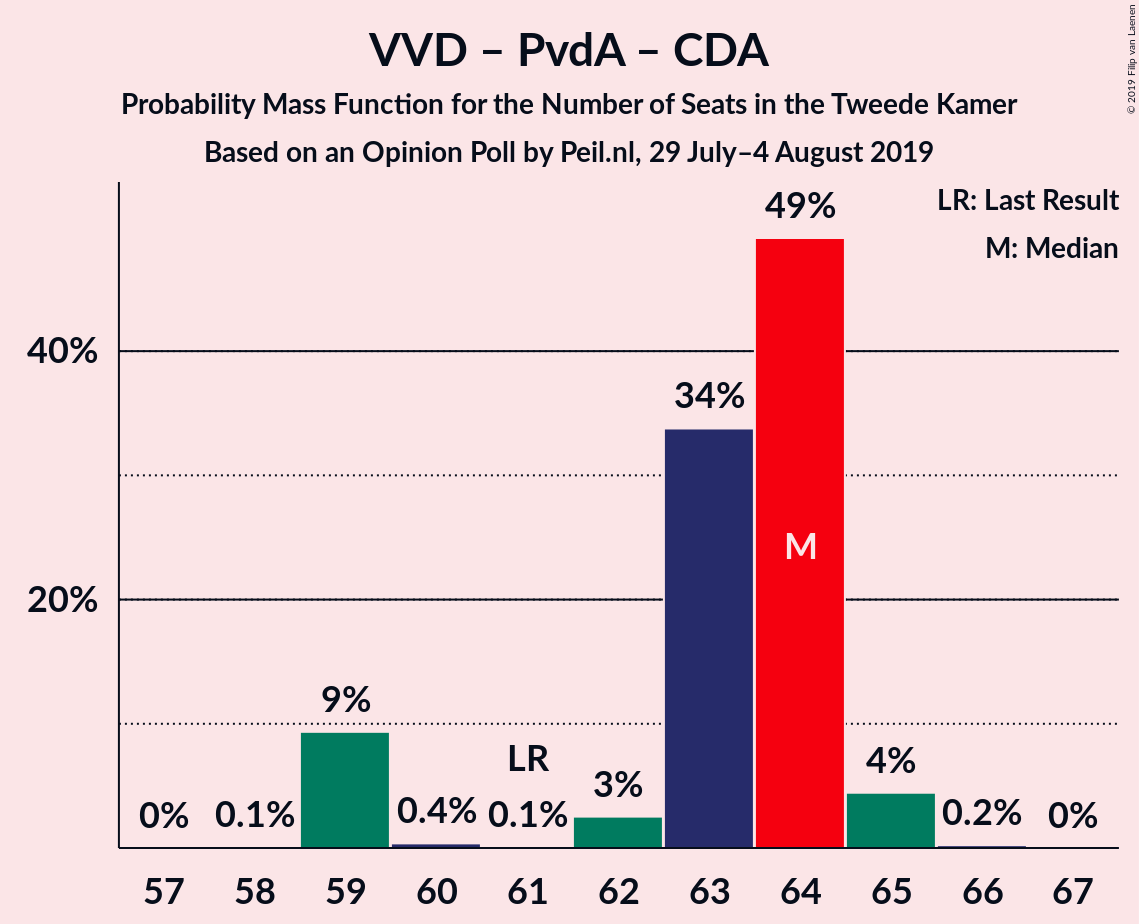 VVD – PvdA – CDA
Probability Mass Function for the Number of Seats in the Tweede Kamer
Based on an Opinion Poll by Peil.nl, 29 July–4 August 2019
© 2019 Filip van Laenen
LR: Last Result
M: Median
40%
20%
0%
0.1%
9%
0.4%
LR
0.1%
3%
34%
49%
M
4%
0.2%
0%
57 58 59 60 61 62 63 64 65 66 67